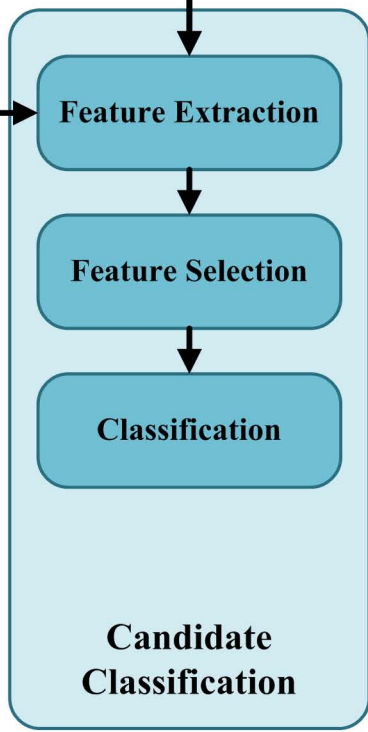 Feature Extraction
Feature Selection
Classification
Candidate
Classification